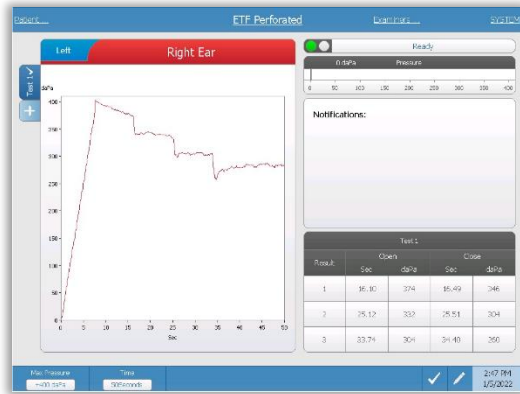 Patient ...
ETF Perforated
Examiners ...
SYSTEM
Left
Right Ear
Test 1
+
daPa
400
350
300
250
200
150
100
50
0
0 5 10 15 20 25 30 35 40 45 50
Sec
Ready
0 daPa Pressure
0 50 100 150 200 250 300 350 400
Notifications:
Test 1
Result Open Close
Sec daPa Sec daPa
1 16.10 374 16.49 346
2 25.12 332 25.51 304
3 33.74 304 34.40 260
Max Pressure
+400 daPa
Time
50Seconds
2:47 PM
1/5/2022